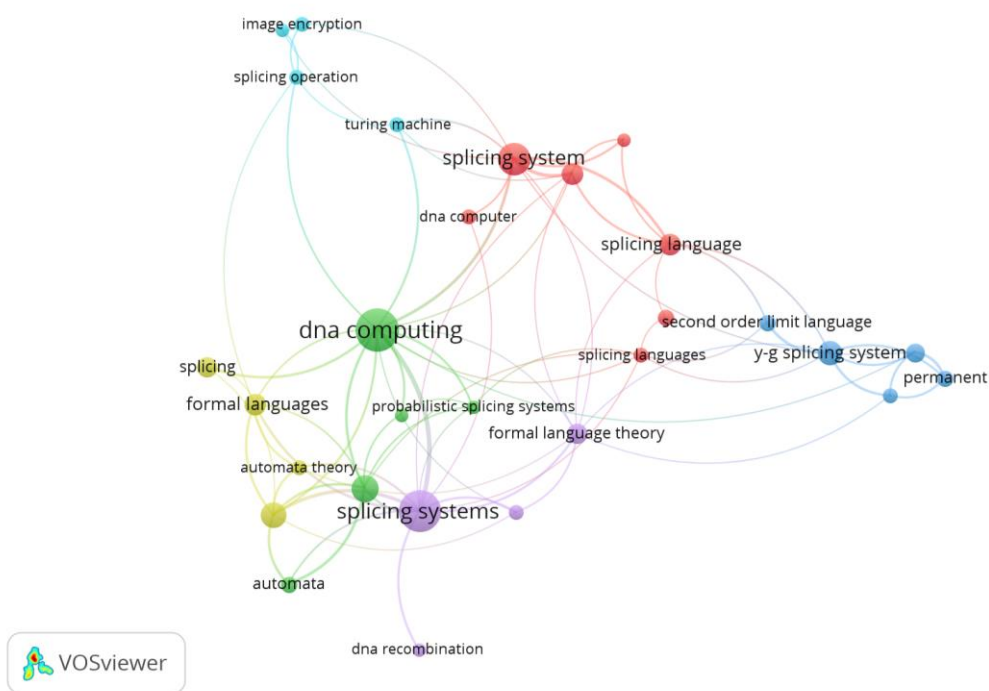 image encryption
splicing operation
turing machine
splicing system
dna computer
splicing language
second order limit language
dna computing
splicing languages
y-g splicing system
splicing
permanent
formal languages
probabilistic splicing systems
formal language theory
automata theory
splicing systems
automata
dna recombination
VOSviewer